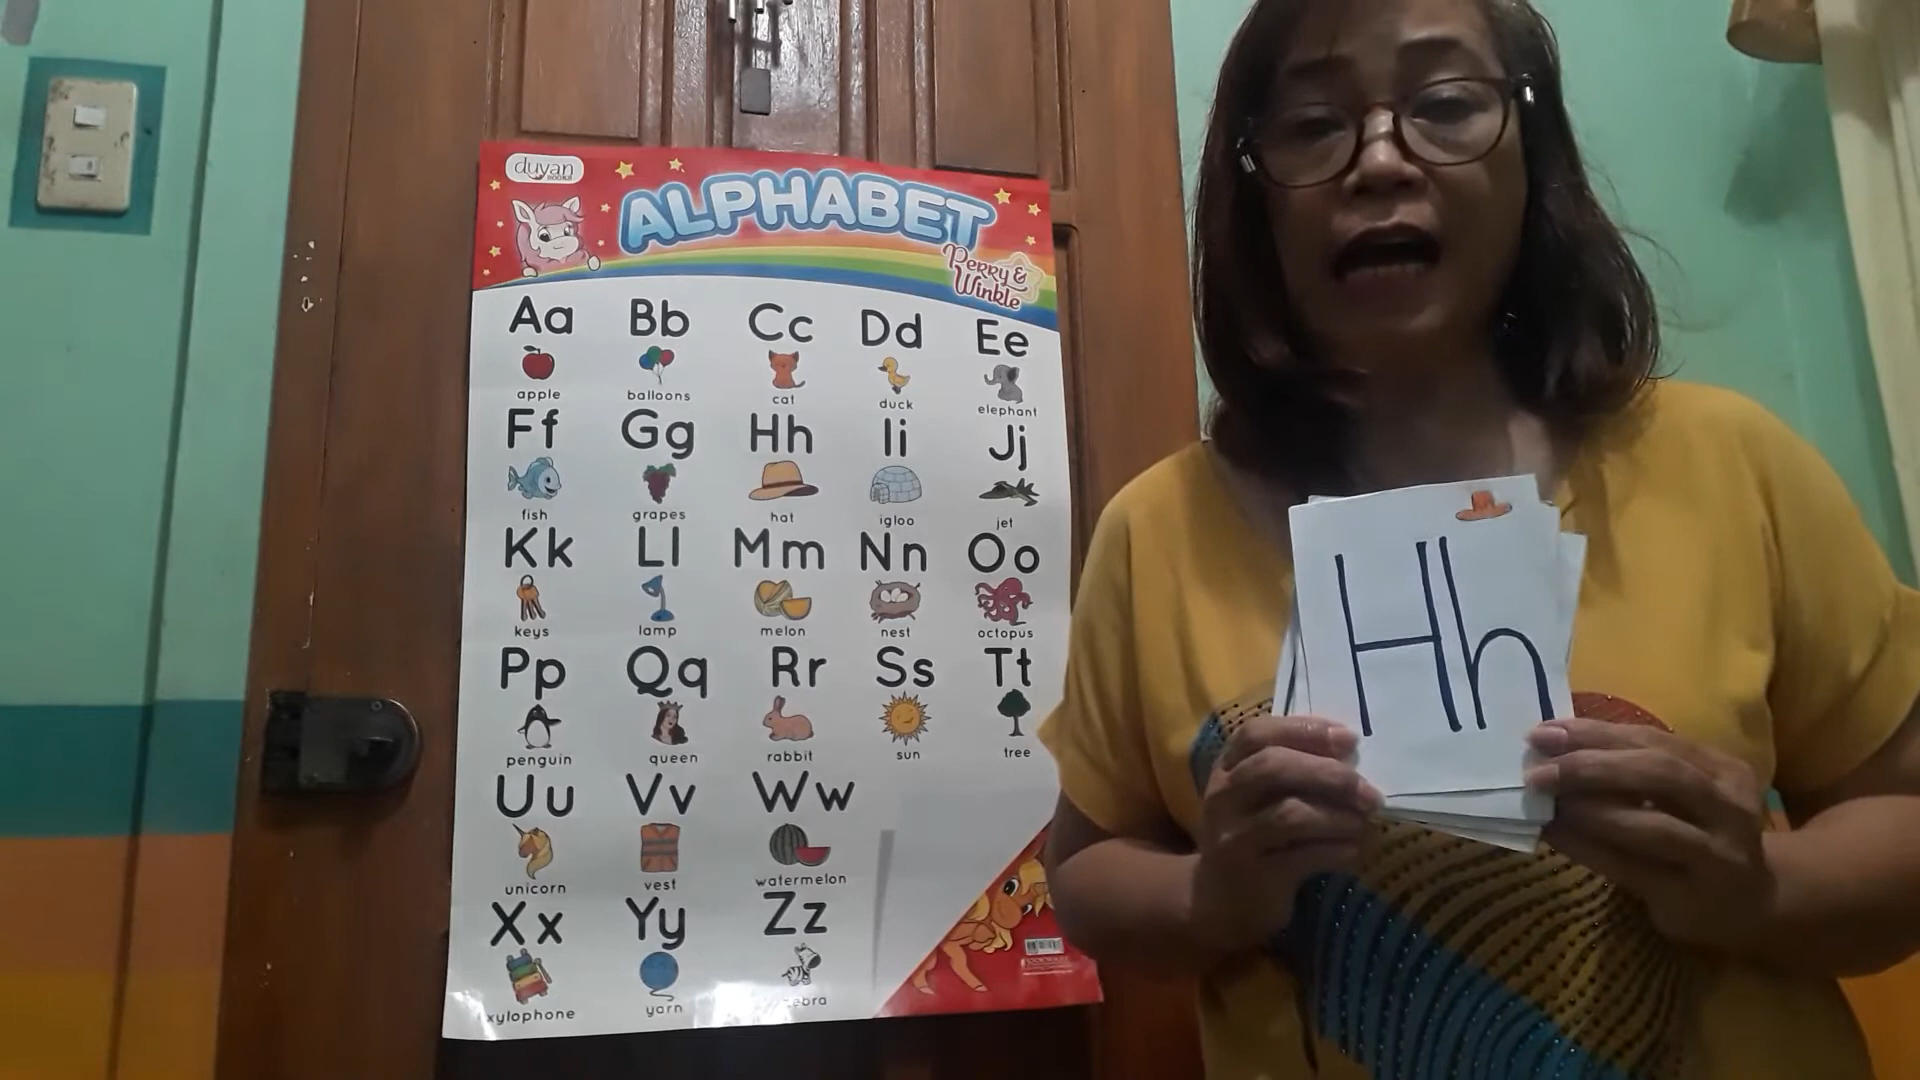 duyan
BOOKS
ALPHABET
Perry &
Winkle
Aa Bb Cc Dd Ee
apple balloons cat duck elephant
Ff Gg Hh Ii Jj
fish grapes hat igloo jet
Kk Ll Mm Nn Oo
keys lamp melon nest octopus
Pp Qq Rr Ss Tt
penguin queen rabbit sun tree
Uu Vv Ww
unicorn vest watermelon
Xx Yy Zz
xylophone yarn zebra
Hh